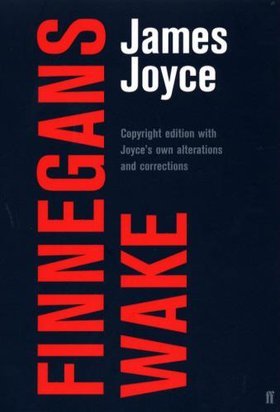 James
Joyce
Copyright edition with
Joyce's own alterations
and corrections
FINNEGANS
WAKE
ff